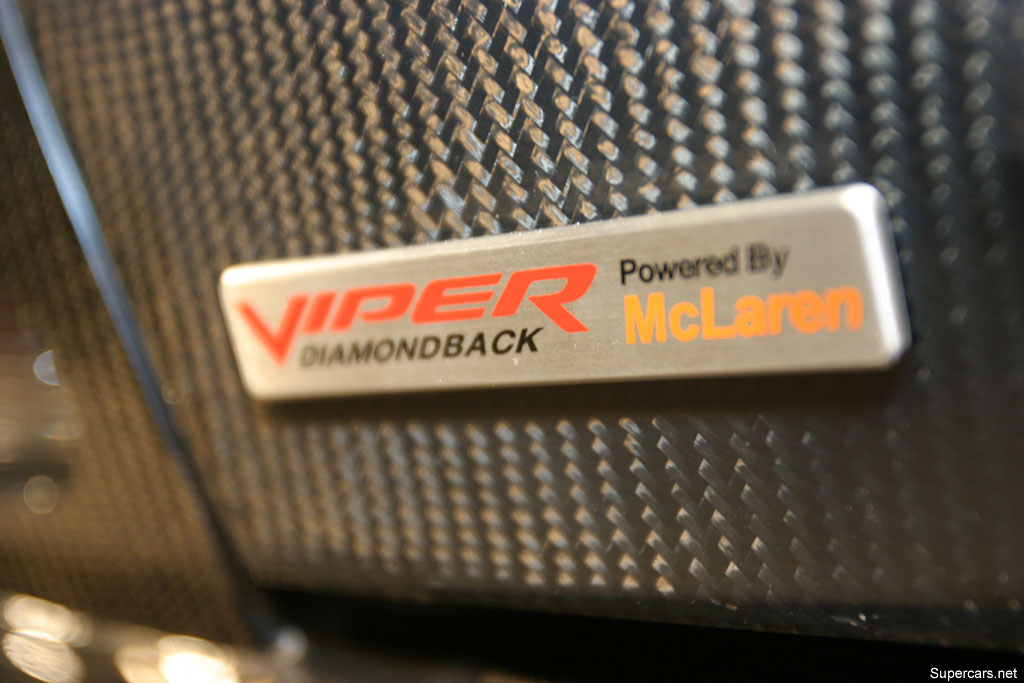 VIPER
DIAMONDBACK
Powered By
McLaren
Supercars.net